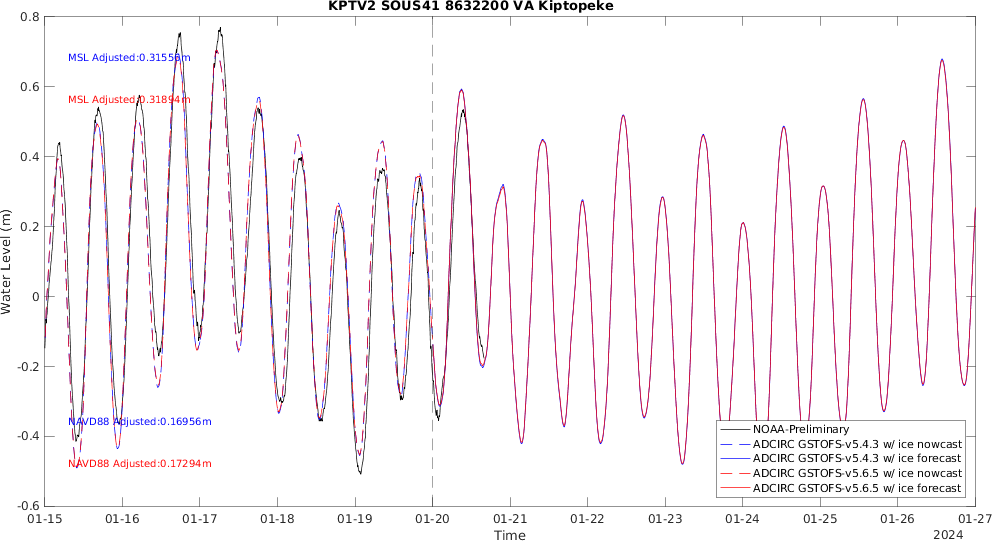 KPTV2 SOUS41 8632200 VA Kiptopeke
Water Level (m)
0.8
0.6
0.4
0.2
0
-0.2
-0.4
-0.6
MSL Adjusted:0.31556m
MSL Adjusted:0.31894m
NAVD88 Adjusted:0.16956m
NAVD88 Adjusted:0.17294m
NOAA-Preliminary
ADCIRC GSTOFS-v5.4.3 w/ ice nowcast
ADCIRC GSTOFS-v5.4.3 w/ ice forecast
ADCIRC GSTOFS-v5.6.5 w/ ice nowcast
ADCIRC GSTOFS-v5.6.5 w/ ice forecast
01-15 01-16 01-17 01-18 01-19 01-20 01-21 01-22 01-23 01-24 01-25 01-26 01-27
Time
2024